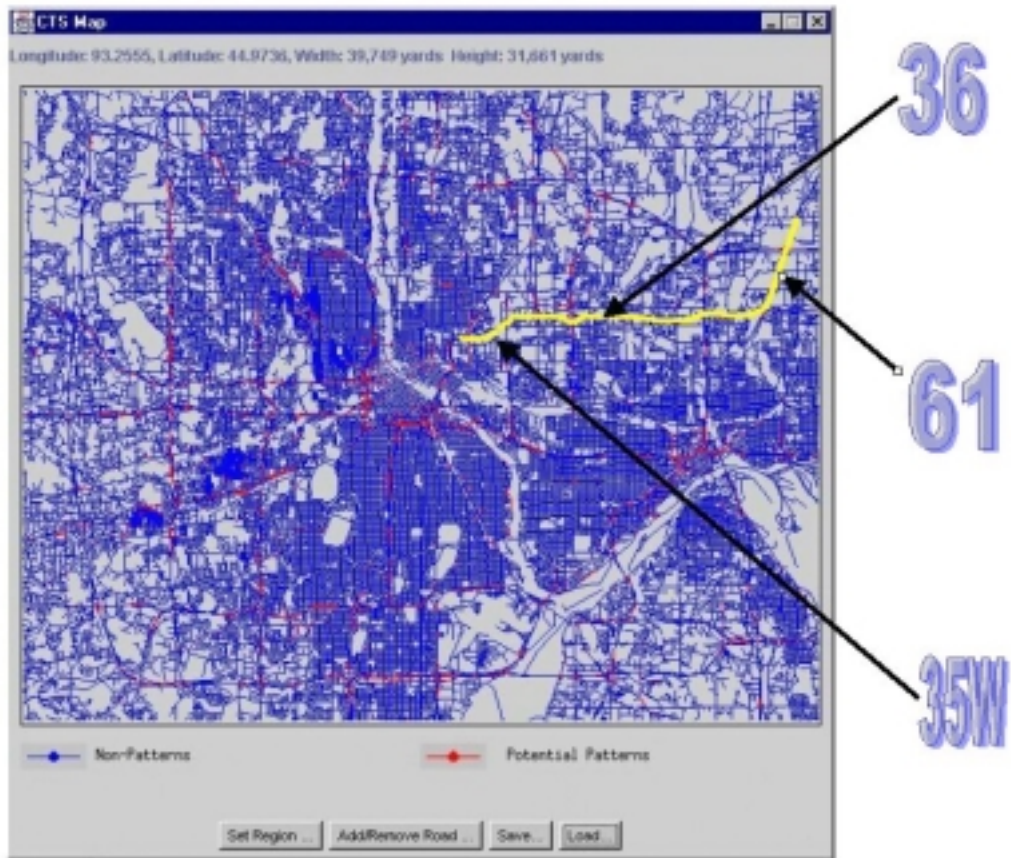 CTS Map
Longitude: 93.2555, Latitude: 44.9736, Width: 39,749 yards Height: 31,661 yards
36
61
35W
Non-Patterns
Potential Patterns
Set Region ... Add/Remove Road ... Save... Load...